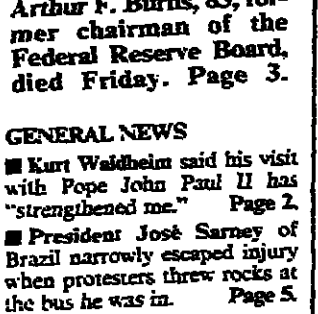 Arthur F. Burns, 83, for-
mer chairman of the
Federal Reserve Board,
died Friday. Page 3.
GENERAL NEWS
■ Kurt Waldheim said his visit
with Pope John Paul II has
"strengthened me." Page 2.
■ President José Sarney of
Brazil narrowly escaped injury
when protesters threw rocks at
the bus he was in. Page 5.